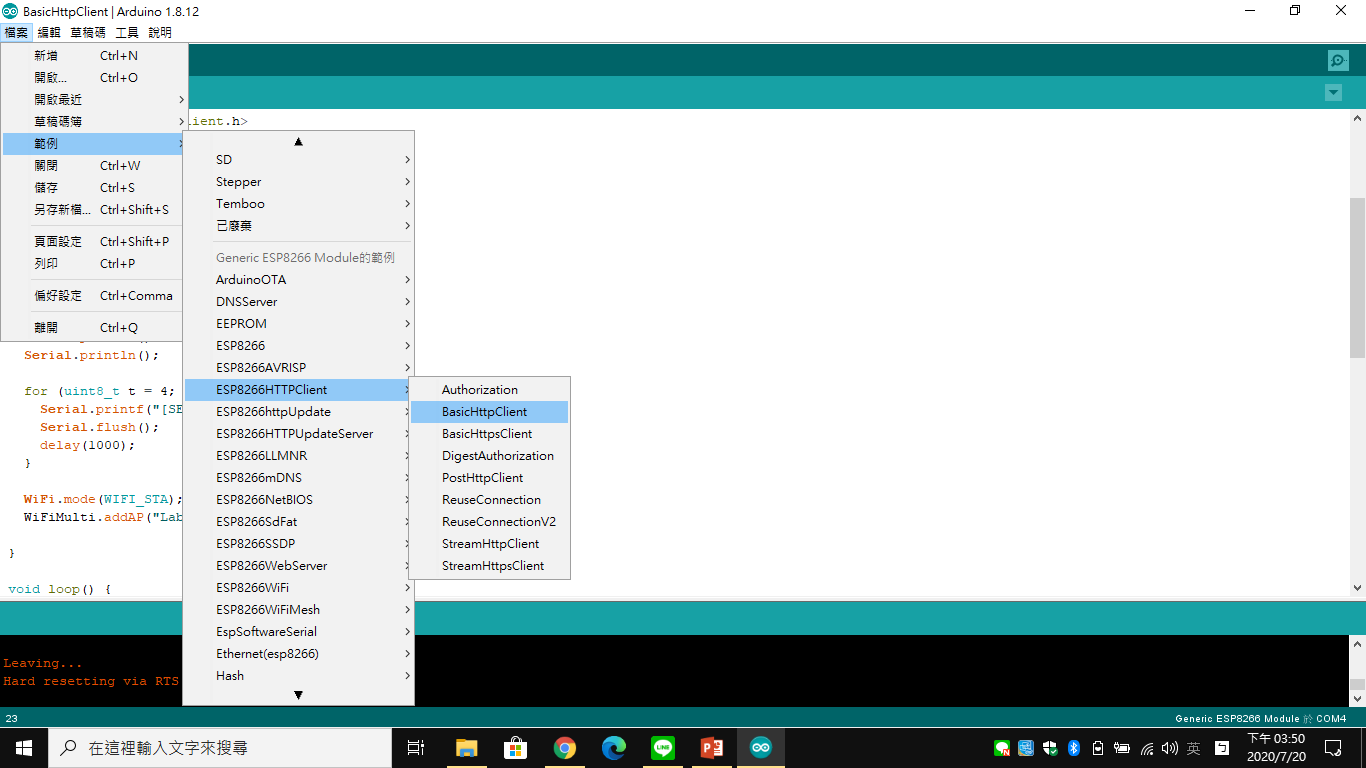 BasicHttpClient | Arduino 1.8.12
檔案 編輯 草稿碼 工具 說明
新增 Ctrl+N
開啟... Ctrl+O
開啟最近
草稿碼簿
範例
關閉 Ctrl+W
儲存 Ctrl+S
另存新檔... Ctrl+Shift+S
頁面設定 Ctrl+Shift+P
列印 Ctrl+P
偏好設定 Ctrl+Comma
離開 Ctrl+Q
SD
Stepper
Temboo
已廢棄
Generic ESP8266 Module的範例
ArduinoOTA
DNSServer
EEPROM
ESP8266
ESP8266AVRISP
ESP8266HTTPClient
ESP8266httpUpdate
ESP8266HTTPUpdateServer
ESP8266LLMNR
ESP8266mDNS
ESP8266NetBIOS
ESP8266SdFat
ESP8266SSDP
ESP8266WebServer
ESP8266WiFi
ESP8266WiFiMesh
EspSoftwareSerial
Ethernet(esp8266)
Hash
Authorization
BasicHttpClient
BasicHttpsClient
DigestAuthorization
PostHttpClient
ReuseConnection
ReuseConnectionV2
StreamHttpClient
StreamHttpsClient
lient.h>
Serial.println();
for (uint8_t t = 4;
Serial.printf("[SE
Serial.flush();
delay(1000);
}
WiFi.mode(WIFI_STA);
WiFiMulti.addAP("Lab
}
void loop() {
Leaving...
Hard resetting via RTS
23
Generic ESP8266 Module 於 COM4
在這裡輸入文字來搜尋
英
下午 03:50
2020/7/20